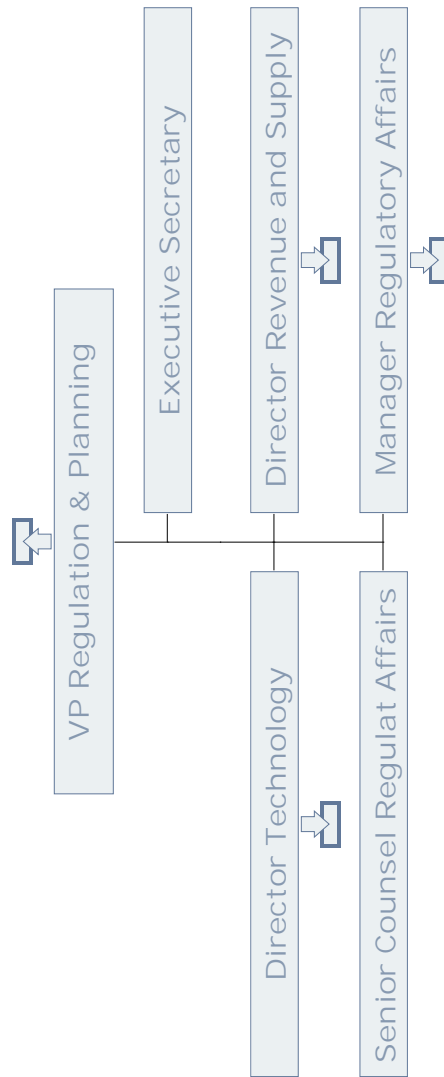 VP Regulation & Planning
Executive Secretary
Director Technology
Director Revenue and Supply
Senior Counsel Regulat Affairs
Manager Regulatory Affairs